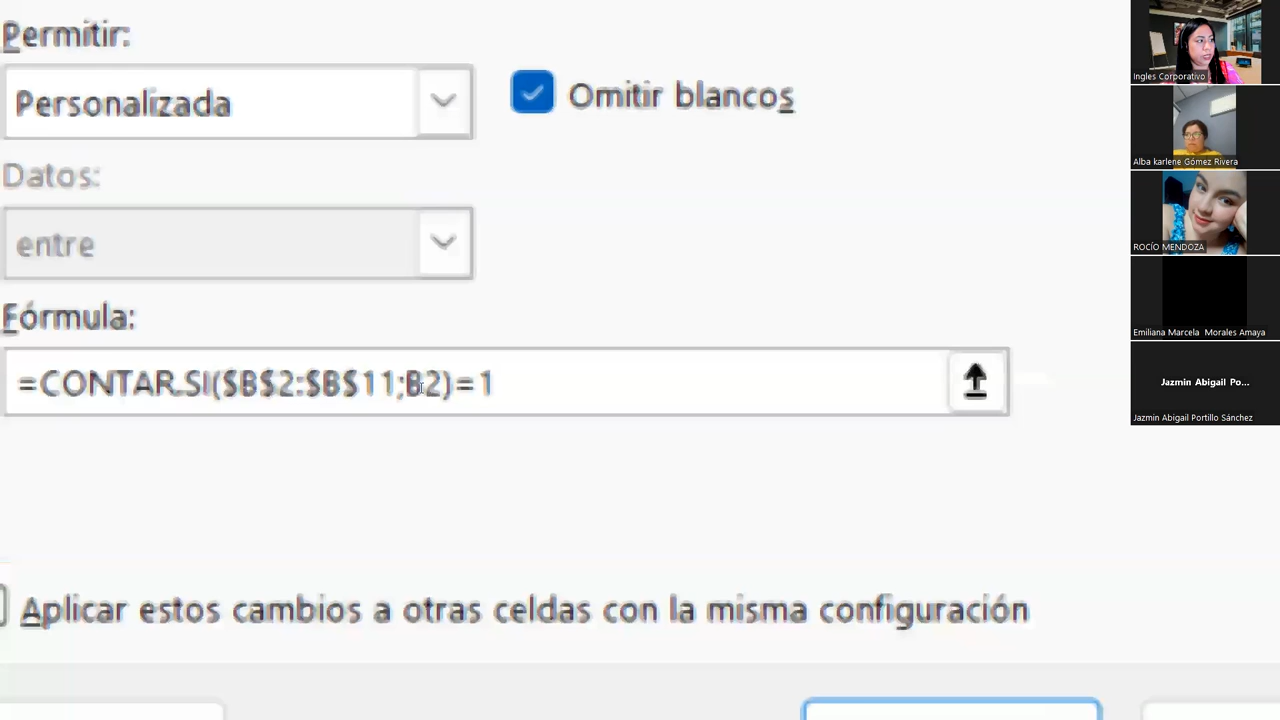 Permitir:
Personalizada
Omitir blancos
Datos:
entre
Fórmula:
=CONTAR.SI($B$2:$B$11;B2)=1
Aplicar estos cambios a otras celdas con la misma configuración
Ingles Corporativo
Alba karlene Gómez Rivera
ROCÍO MENDOZA
Emiliana Marcela Morales Amaya
Jazmin Abigail Po...
Jazmín Abigail Portillo Sánchez